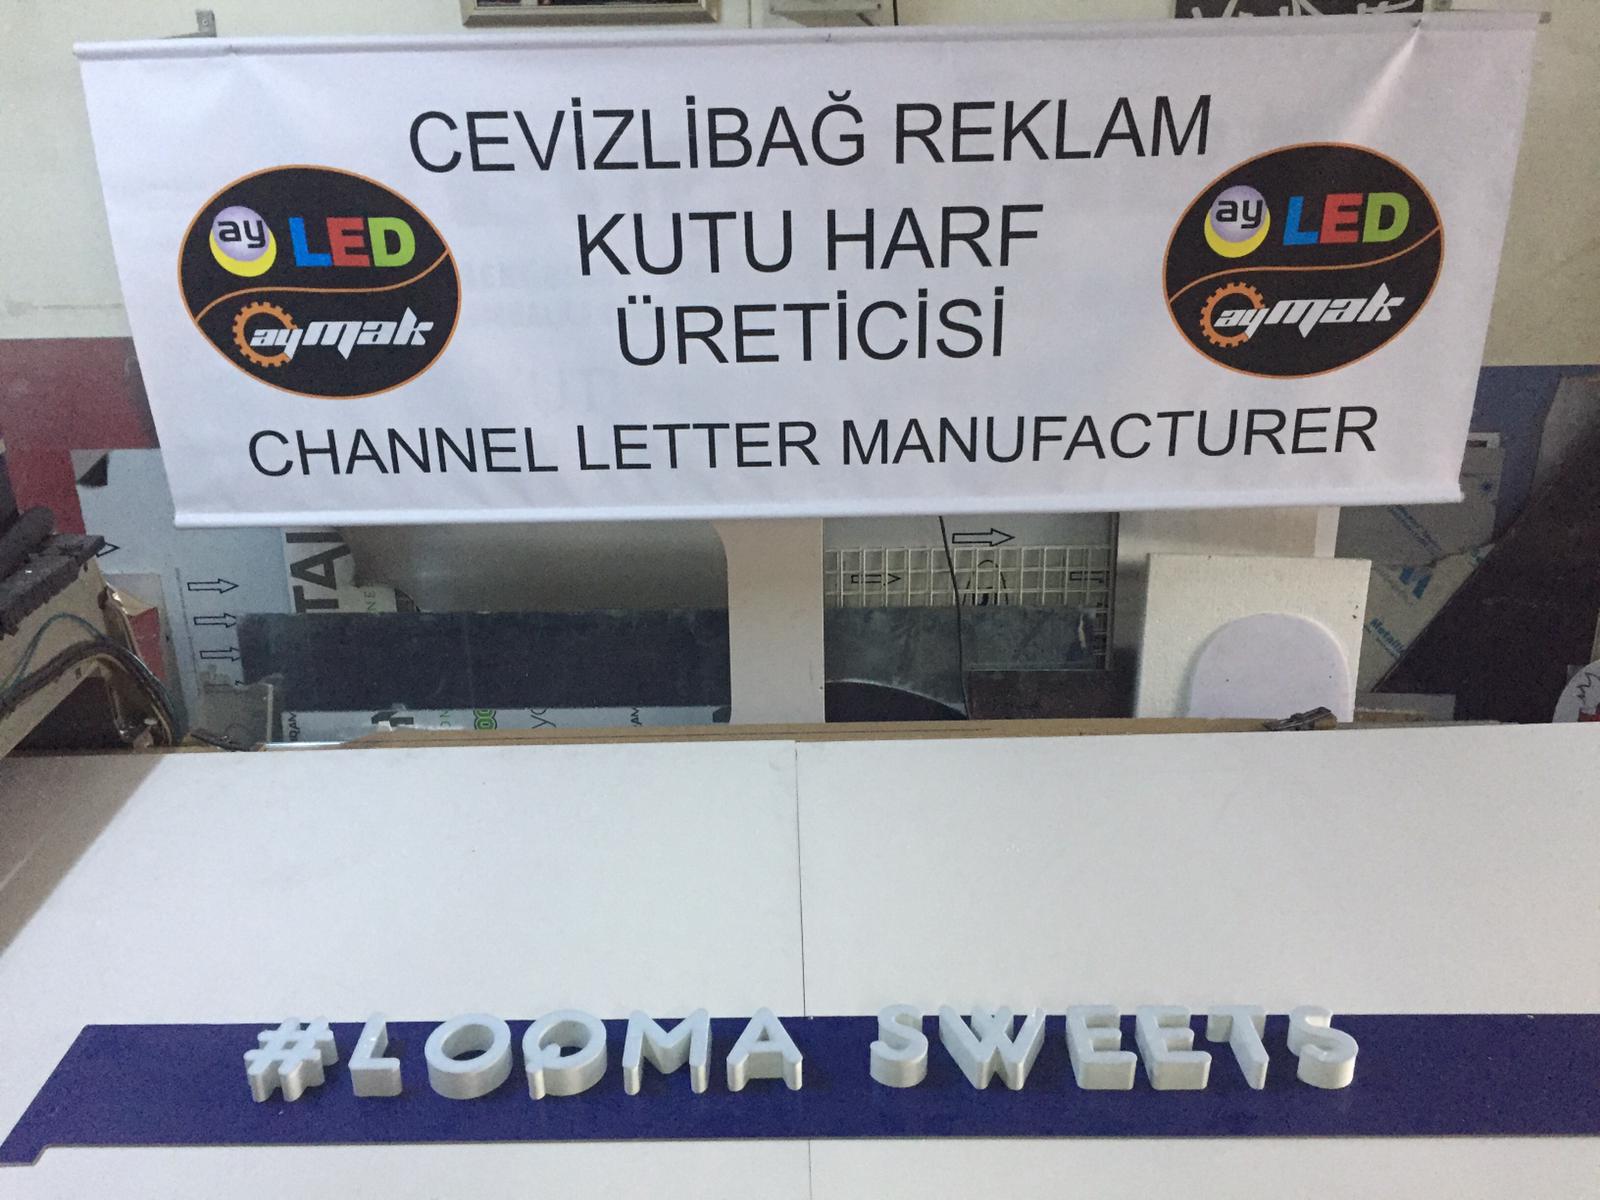 CEVİZLİBAĞ REKLAM
ay LED
aymak
KUTU HARF
ÜRETİCİSİ
ay LED
aymak
CHANNEL LETTER MANUFACTURER
TAI
#LOQMA SWEETS